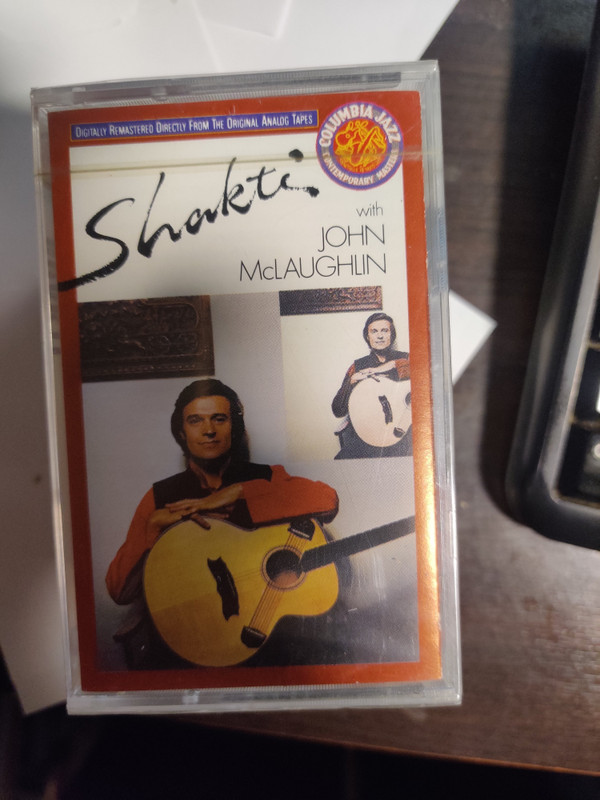 DIGITALLY REMASTERED DIRECTLY FROM THE ORIGINAL ANALOG TAPES
COLUMBIA JAZZ
CONTEMPORARY MASTERS
Shakti
with
JOHN
McLAUGHLIN